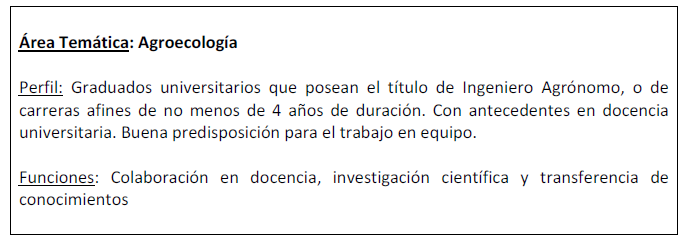 Área Temática: Agroecología
Perfil: Graduados universitarios que posean el título de Ingeniero Agrónomo, o de
carreras afines de no menos de 4 años de duración. Con antecedentes en docencia
universitaria. Buena predisposición para el trabajo en equipo.
Funciones: Colaboración en docencia, investigación científica y transferencia de
conocimientos